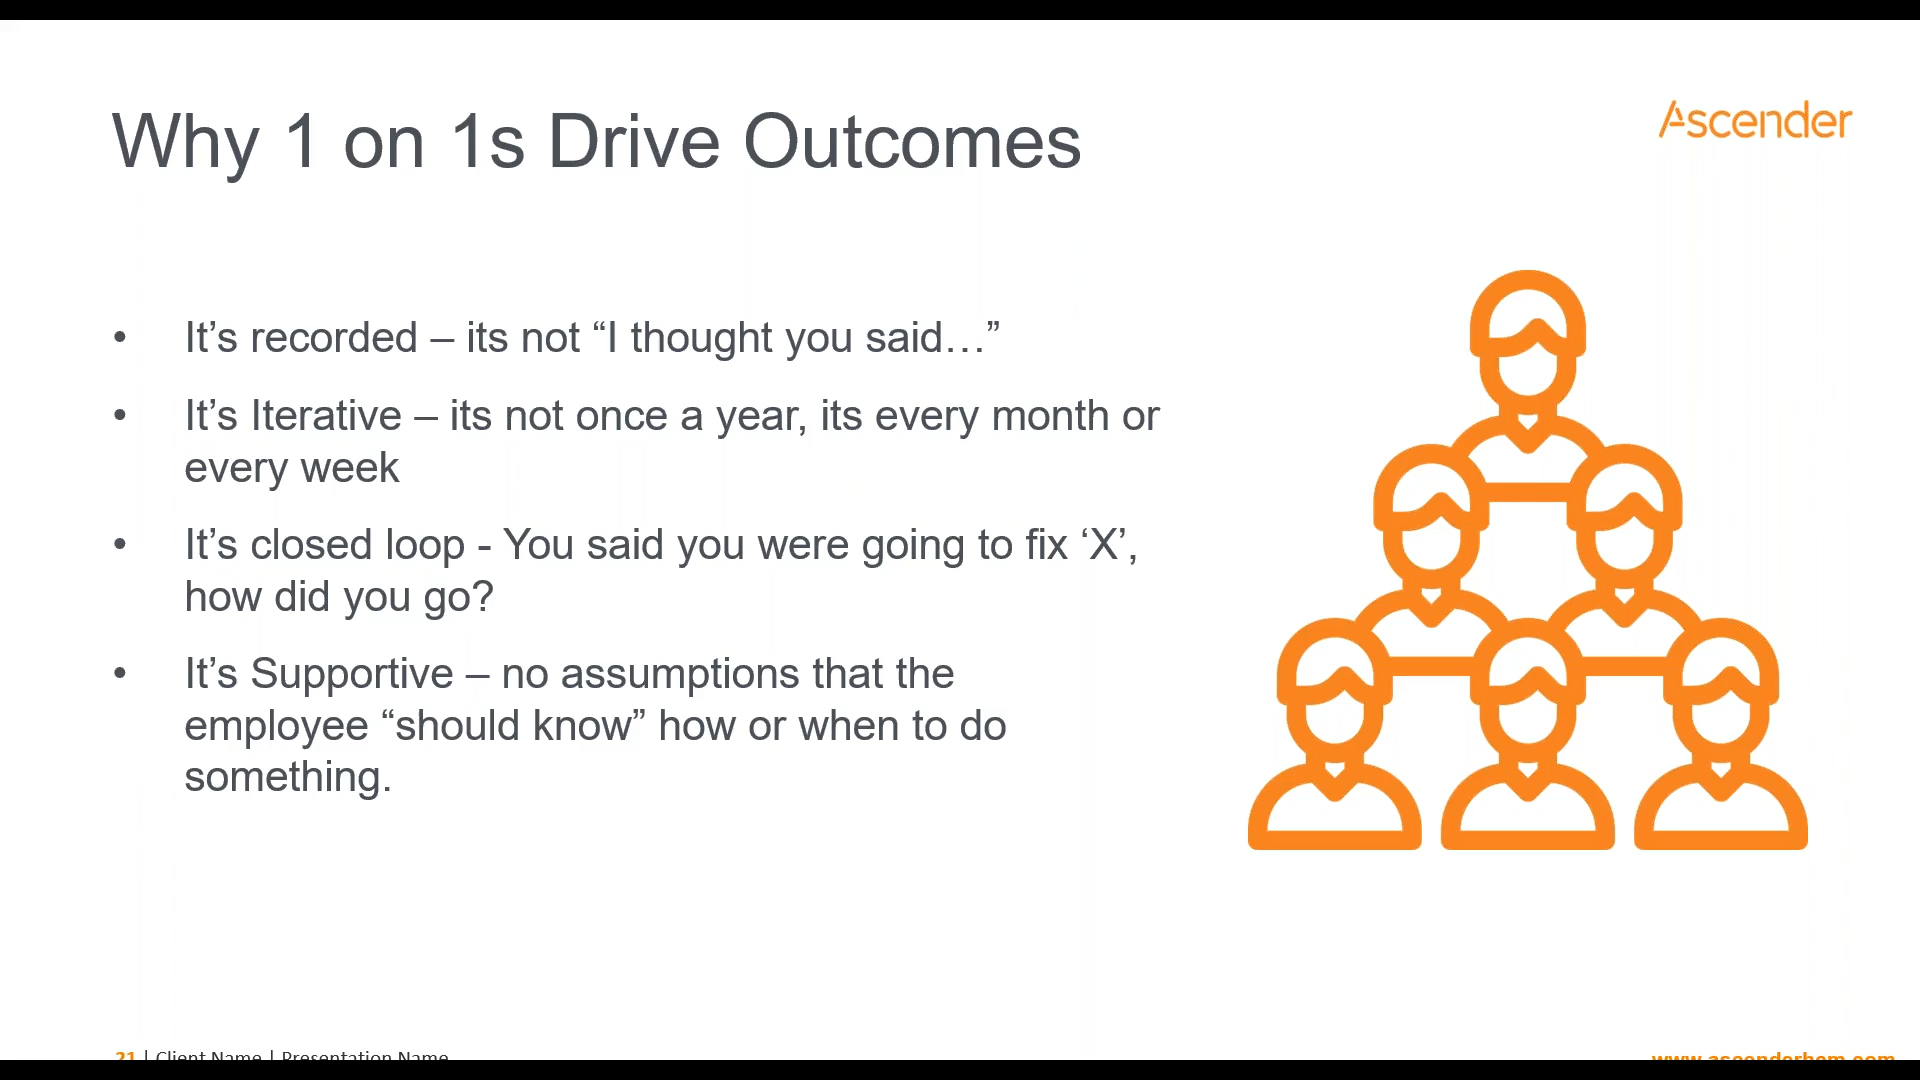 Why 1 on 1s Drive Outcomes
Ascender
• It’s recorded – its not “I thought you said…”
• It’s Iterative – its not once a year, its every month or
every week
• It’s closed loop - You said you were going to fix ‘X’,
how did you go?
• It’s Supportive – no assumptions that the
employee “should know” how or when to do
something.
21 | Client Name | Presentation Name
www.ascenderhcm.com